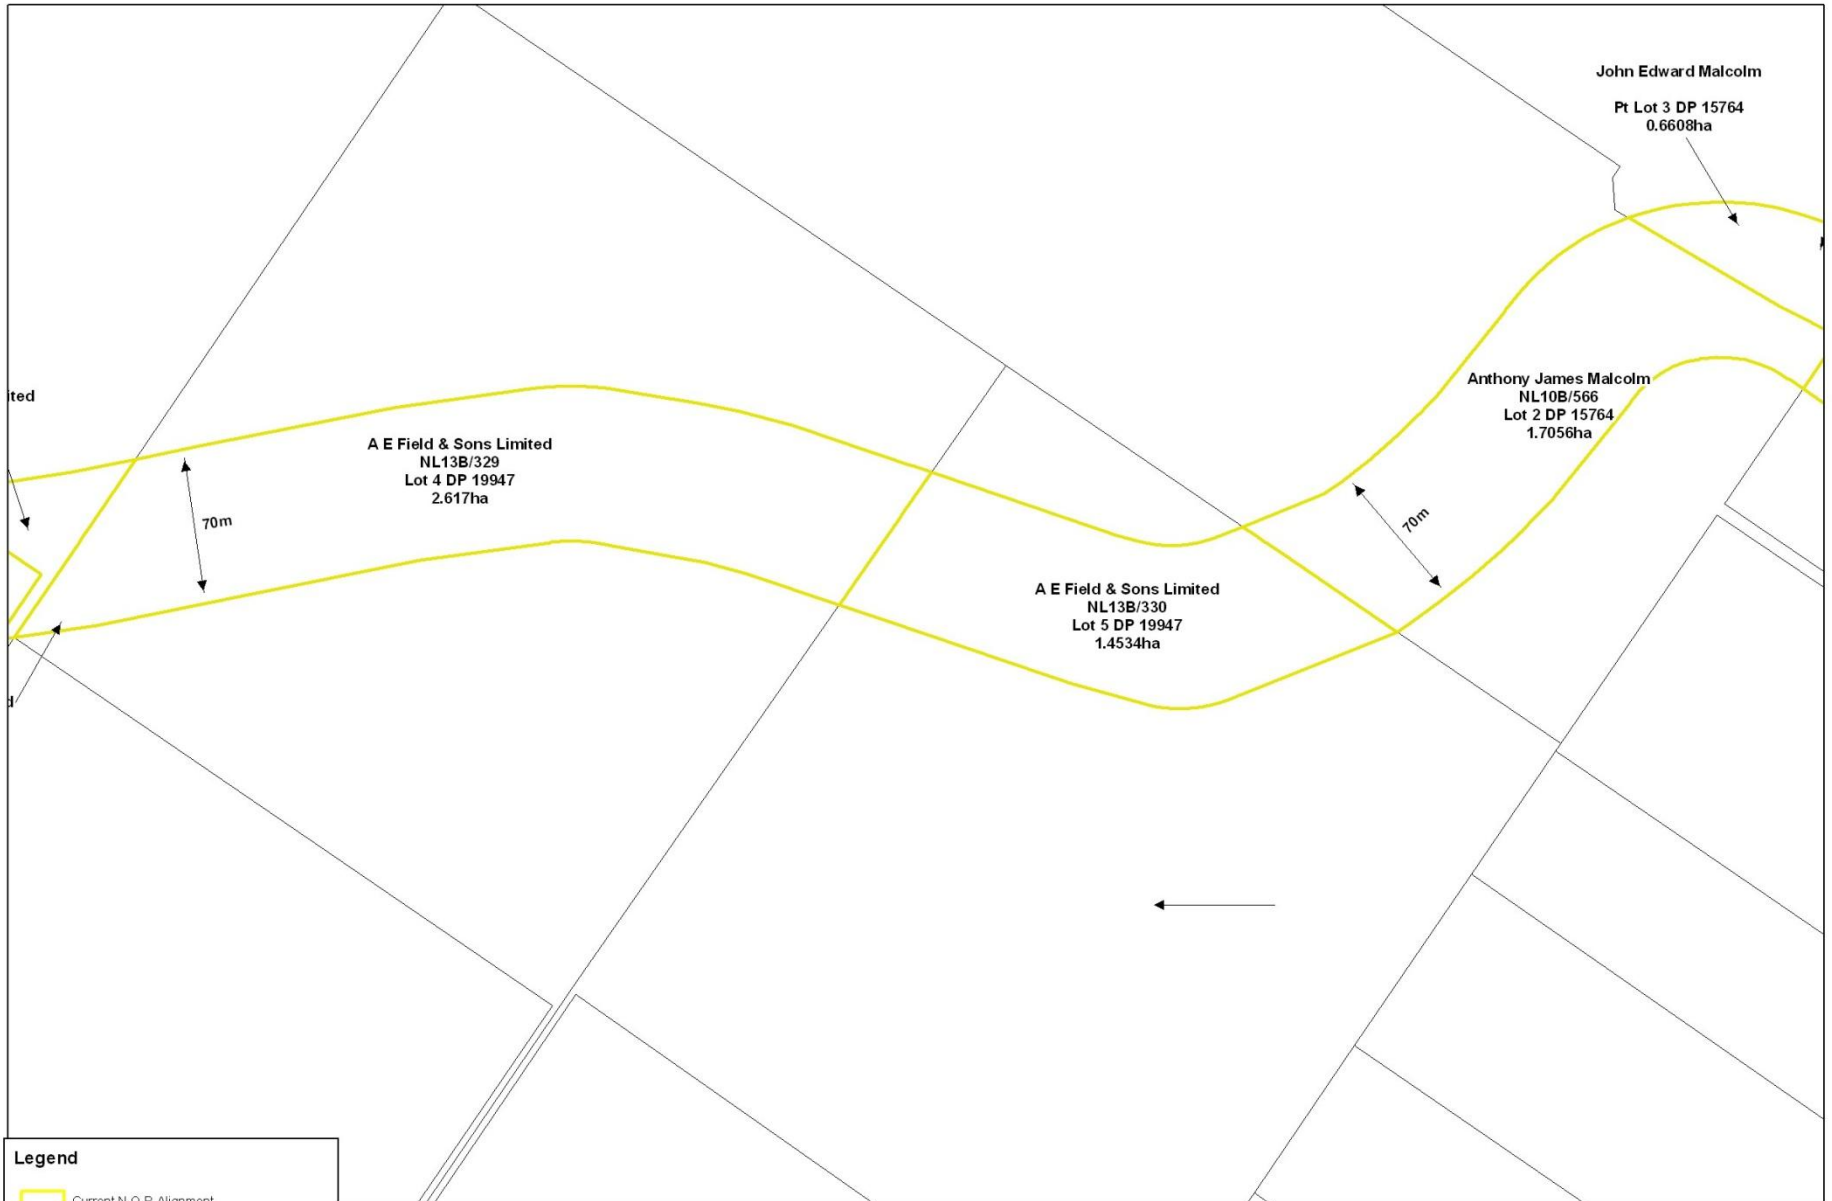 John Edward Malcolm
Pt Lot 3 DP 15764
0.6608ha
ited
Anthony James Malcolm
NL10B/566
Lot 2 DP 15764
1.7056ha
A E Field & Sons Limited
NL13B/329
Lot 4 DP 19947
2.617ha
70m
70m
A E Field & Sons Limited
NL13B/330
Lot 5 DP 19947
1.4534ha
d
Legend
Current N.O.R Alignment